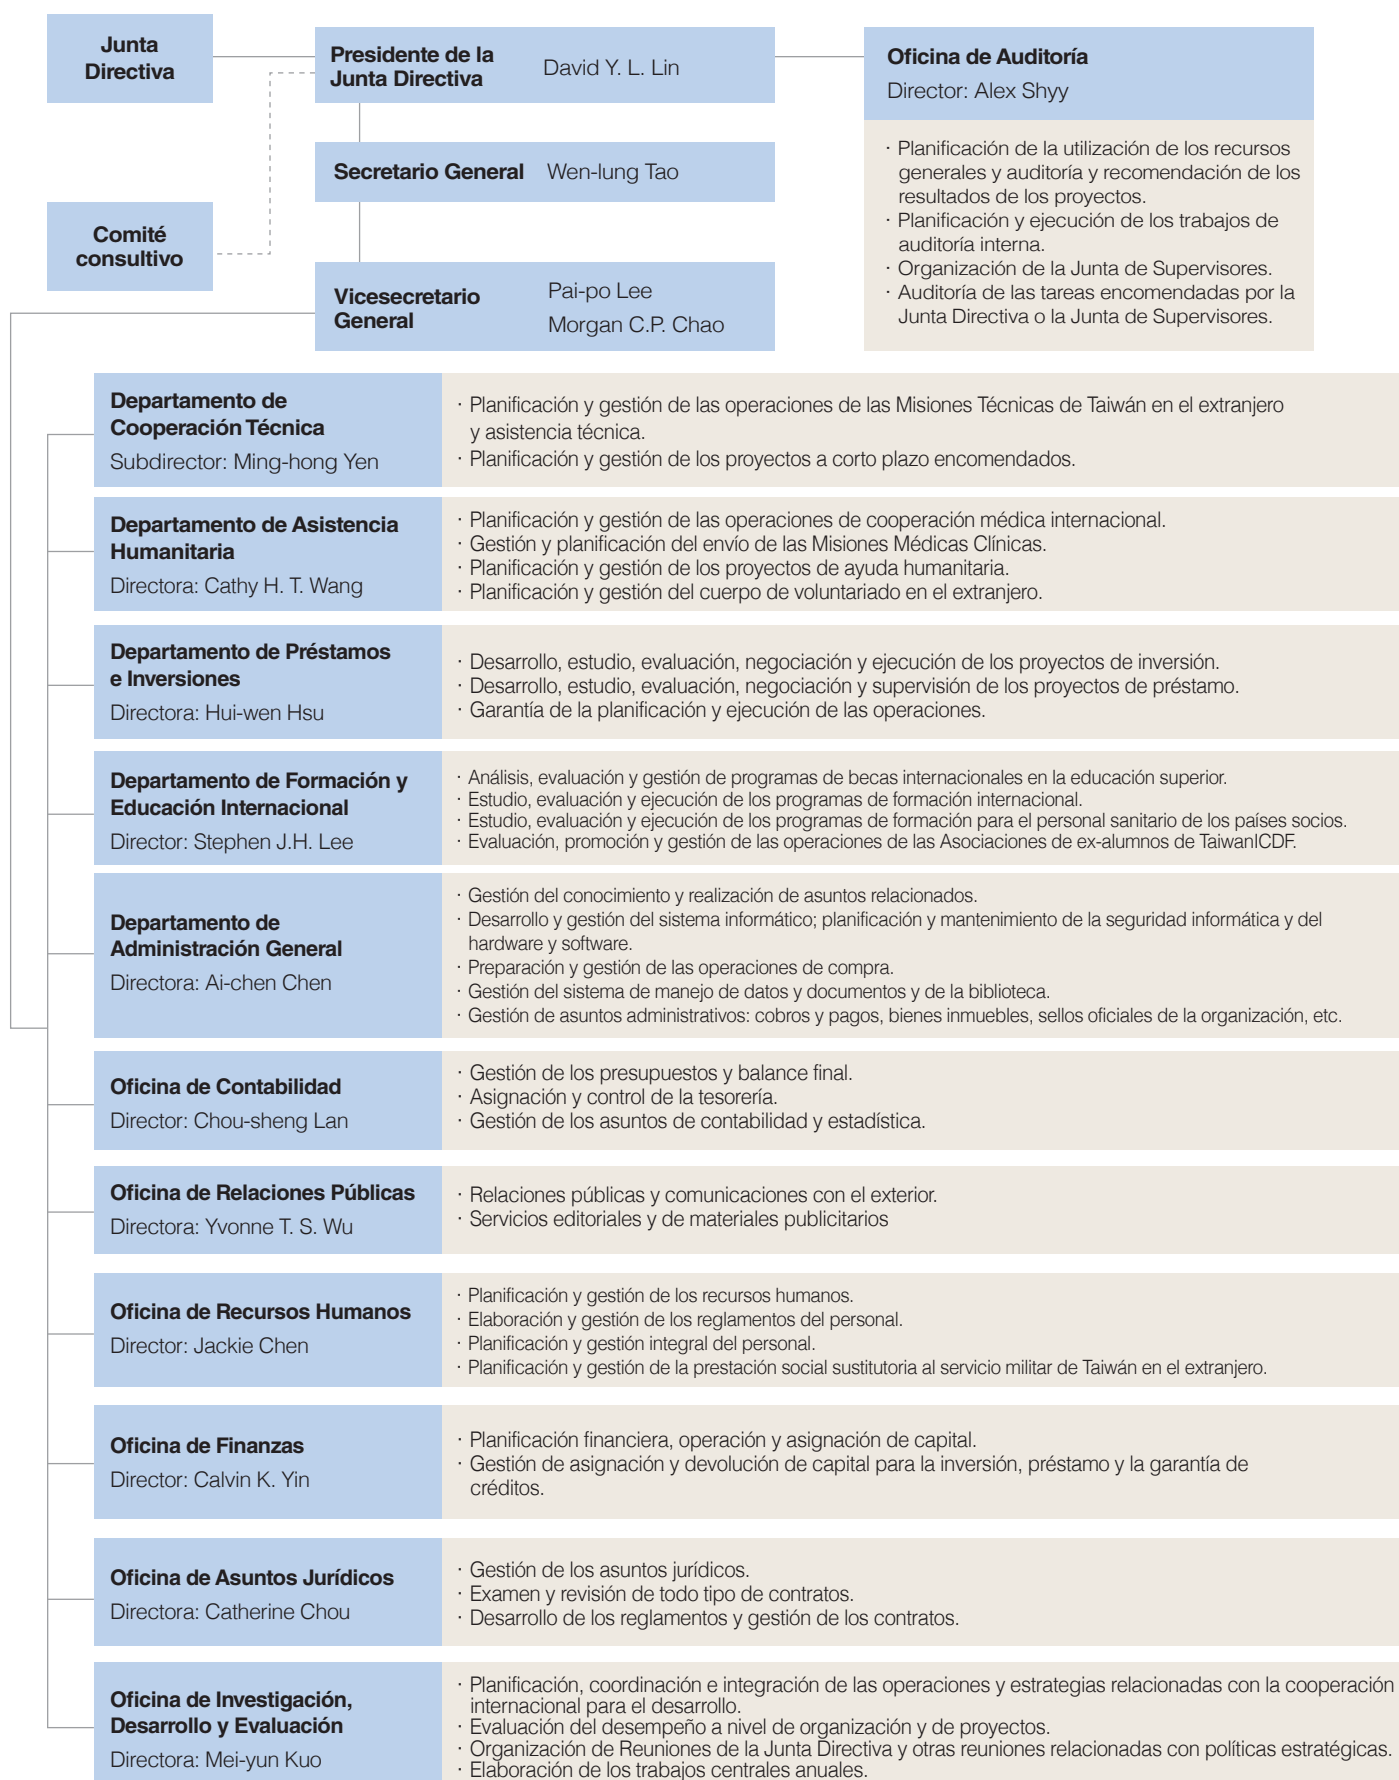 Junta
Directiva
Presidente de la
Junta Directiva
David Y. L. Lin
Oficina de Auditoría
Director: Alex Shyy
· Planificación de la utilización de los recursos
generales y auditoría y recomendación de los
resultados de los proyectos.
· Planificación y ejecución de los trabajos de
auditoría interna.
· Organización de la Junta de Supervisores.
· Auditoría de las tareas encomendadas por la
Junta Directiva o la Junta de Supervisores.
Secretario General Wen-lung Tao
Comité
consultivo
Vicesecretario
General
Pai-po Lee
Morgan C.P. Chao
Departamento de
Cooperación Técnica
Subdirector: Ming-hong Yen
· Planificación y gestión de las operaciones de las Misiones Técnicas de Taiwán en el extranjero
y asistencia técnica.
· Planificación y gestión de los proyectos a corto plazo encomendados.
Departamento de Asistencia
Humanitaria
Directora: Cathy H. T. Wang
· Planificación y gestión de las operaciones de cooperación médica internacional.
· Gestión y planificación del envío de las Misiones Médicas Clínicas.
· Planificación y gestión de los proyectos de ayuda humanitaria.
· Planificación y gestión del cuerpo de voluntariado en el extranjero.
Departamento de Préstamos
e Inversiones
Directora: Hui-wen Hsu
· Desarrollo, estudio, evaluación, negociación y ejecución de los proyectos de inversión.
· Desarrollo, estudio, evaluación, negociación y supervisión de los proyectos de préstamo.
· Garantía de la planificación y ejecución de las operaciones.
Departamento de Formación y
Educación Internacional
Director: Stephen J.H. Lee
· Análisis, evaluación y gestión de programas de becas internacionales en la educación superior.
· Estudio, evaluación y ejecución de los programas de formación internacional.
· Estudio, evaluación y ejecución de los programas de formación para el personal sanitario de los países socios.
· Evaluación, promoción y gestión de las operaciones de las Asociaciones de ex-alumnos de TaiwanICDF.
Departamento de
Administración General
Directora: Ai-chen Chen
· Gestión del conocimiento y realización de asuntos relacionados.
· Desarrollo y gestión del sistema informático; planificación y mantenimiento de la seguridad informática y del
hardware y software.
· Preparación y gestión de las operaciones de compra.
· Gestión del sistema de manejo de datos y documentos y de la biblioteca.
· Gestión de asuntos administrativos: cobros y pagos, bienes inmuebles, sellos oficiales de la organización, etc.
Oficina de Contabilidad
Director: Chou-sheng Lan
· Gestión de los presupuestos y balance final.
· Asignación y control de la tesorería.
· Gestión de los asuntos de contabilidad y estadística.
Oficina de Relaciones Públicas
Directora: Yvonne T. S. Wu
· Relaciones públicas y comunicaciones con el exterior.
· Servicios editoriales y de materiales publicitarios
Oficina de Recursos Humanos
Director: Jackie Chen
· Planificación y gestión de los recursos humanos.
· Elaboración y gestión de los reglamentos del personal.
· Planificación y gestión integral del personal.
· Planificación y gestión de la prestación social sustitutoria al servicio militar de Taiwán en el extranjero.
Oficina de Finanzas
Director: Calvin K. Yin
· Planificación financiera, operación y asignación de capital.
· Gestión de asignación y devolución de capital para la inversión, préstamo y la garantía de
créditos.
Oficina de Asuntos Jurídicos
Directora: Catherine Chou
· Gestión de los asuntos jurídicos.
· Examen y revisión de todo tipo de contratos.
· Desarrollo de los reglamentos y gestión de los contratos.
Oficina de Investigación,
Desarrollo y Evaluación
Directora: Mei-yun Kuo
· Planificación, coordinación e integración de las operaciones y estrategias relacionadas con la cooperación
internacional para el desarrollo.
· Evaluación del desempeño a nivel de organización y de proyectos.
· Organización de Reuniones de la Junta Directiva y otras reuniones relacionadas con políticas estratégicas.
· Elaboración de los trabajos centrales anuales.